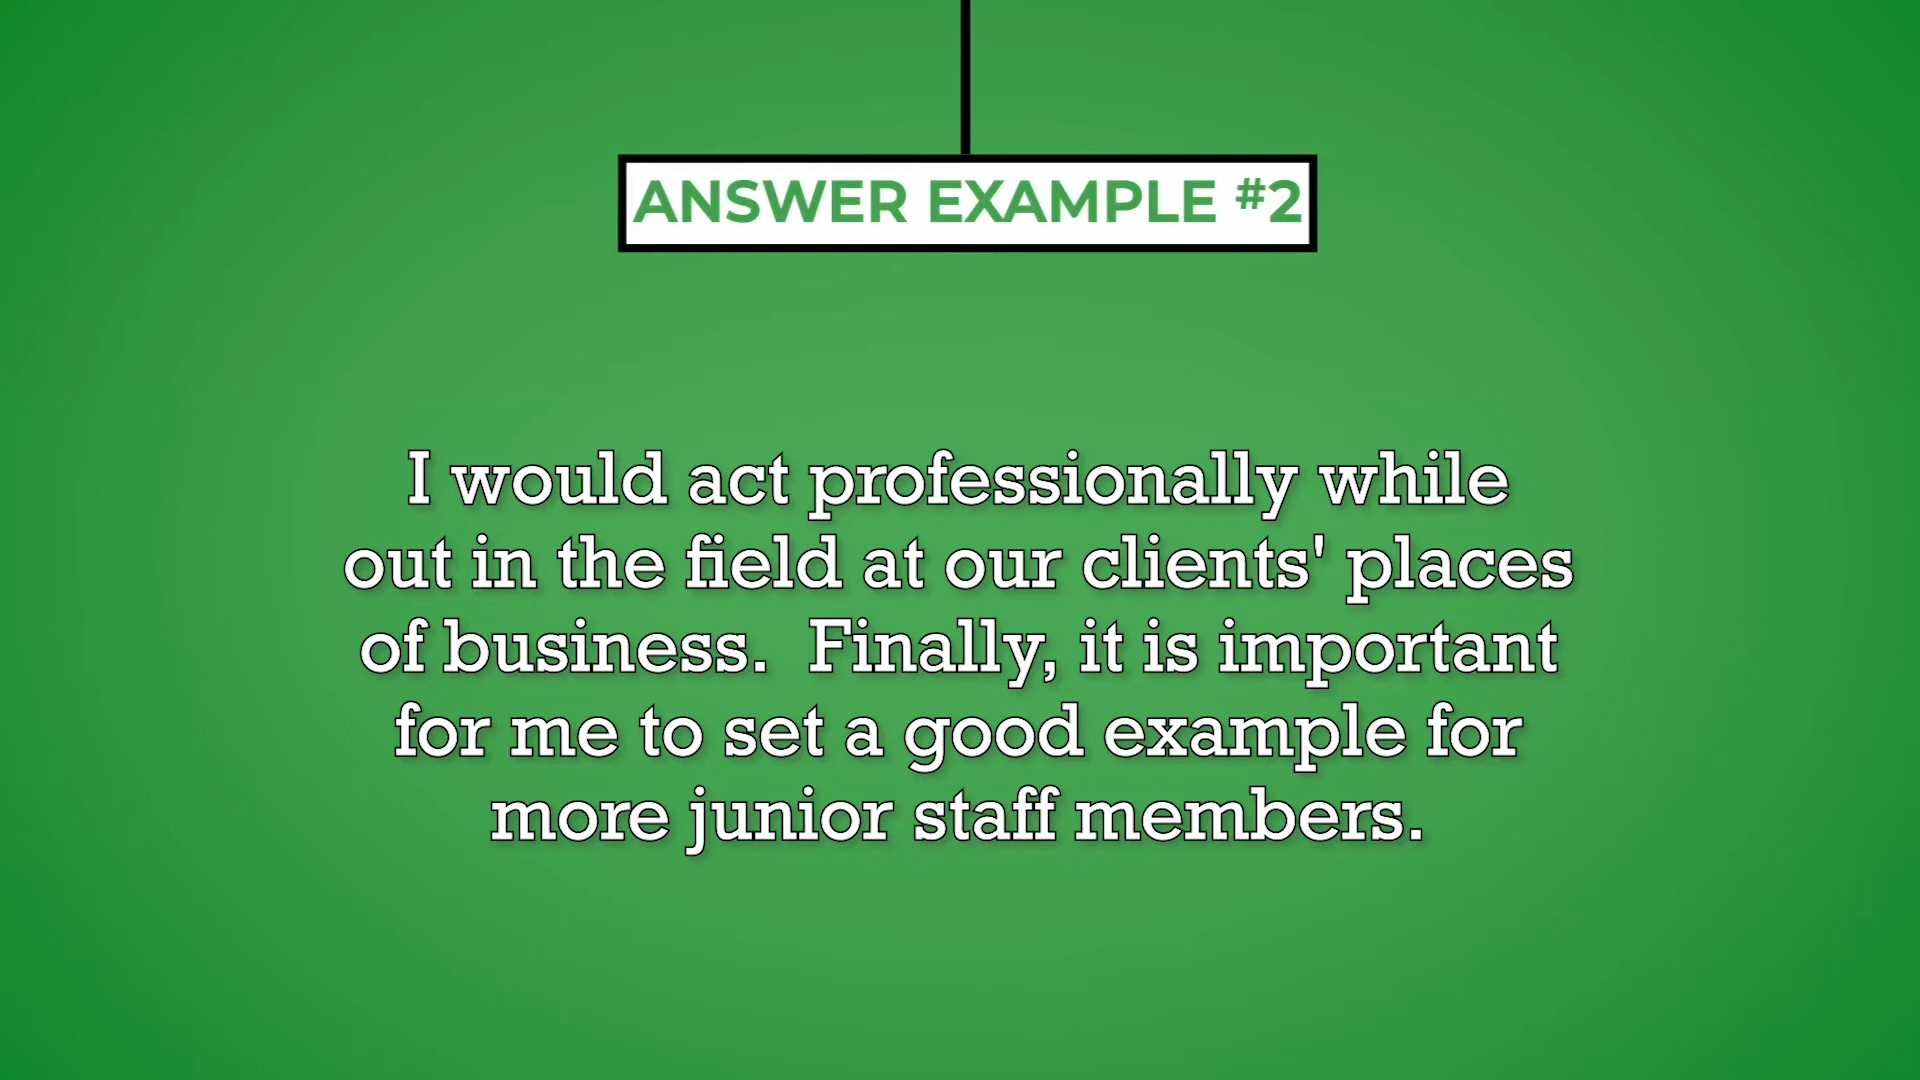 ANSWER EXAMPLE #2
I would act professionally while
out in the field at our clients' places
of business.  Finally, it is important
for me to set a good example for
more junior staff members.